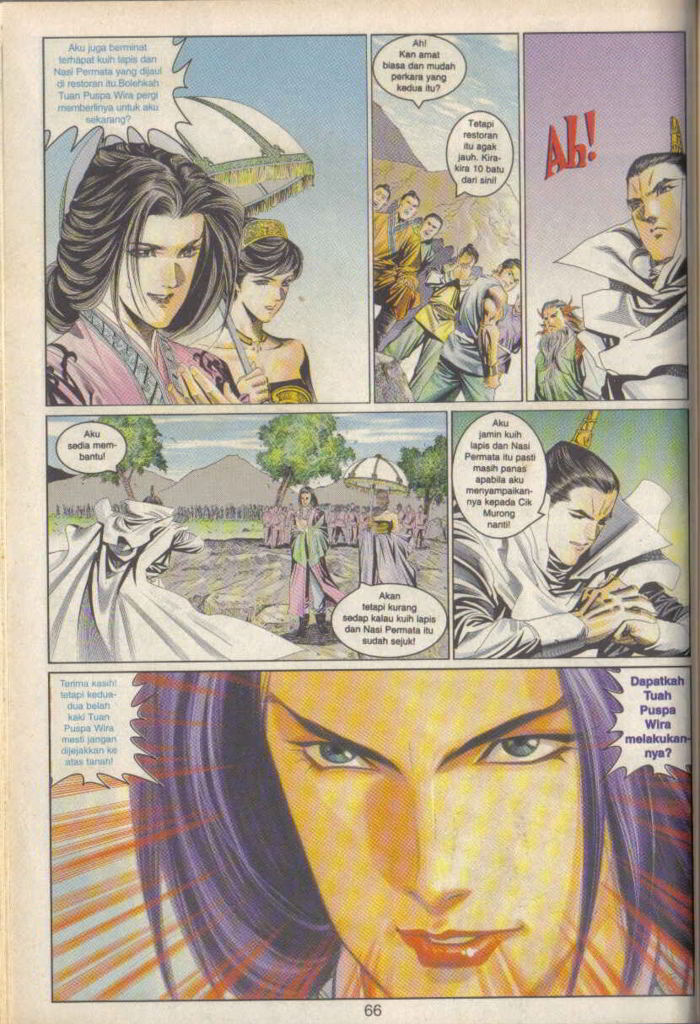 Aku juga berminat
terhapat kuih lapis dan
Nasi Permata yang dijaul
di restoran itu.Bolehkah
Tuan Puspa Wira pergi
memberlinya untuk aku
sekarang?
Ah!
Kan amat
biasa dan mudah
perkara yang
kedua itu?
Tetapi
restoran
itu agak
jauh. Kira-
kira 10 batu
dari sini!
Ah!
Aku
sedia mem-
bantu!
Akan
tetapi kurang
sedap kalau kuih lapis
dan Nasi Permata itu
sudah sejuk!
Aku
jamin kuih
lapis dan Nasi
Permata itu pasti
masih panas
apabila aku
menyampaikan-
nya kepada Cik
Murong
nanti!
Terima kasih!
tetapi kedua-
dua belah
kaki Tuan
Puspa Wira
mesti jangan
dijejakkan ke
atas tanah!
Dapatkah
Tuah
Puspa
Wira
melakukan-
nya?
66